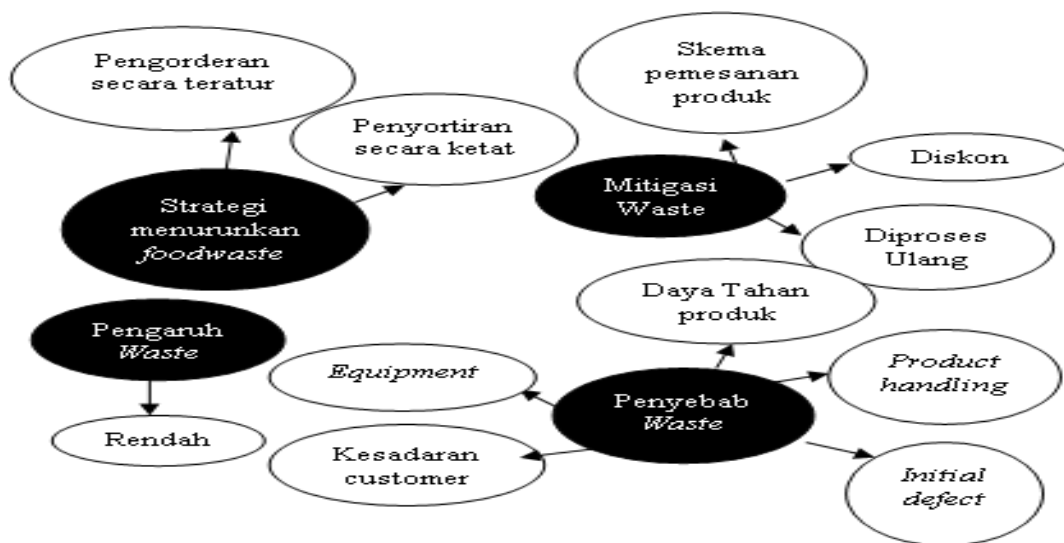 Pengorderan
secara teratur
Penyortiran
secara ketat
Strategi
menurunkan
foodwaste
Skema
pemesanan
produk
Diskon
Mitigasi
Waste
Diproses
Ulang
Pengaruh
Waste
Rendah
Daya Tahan
produk
Equipment
Product
handling
Penyebab
Waste
Kesadaran
customer
Initial
defect